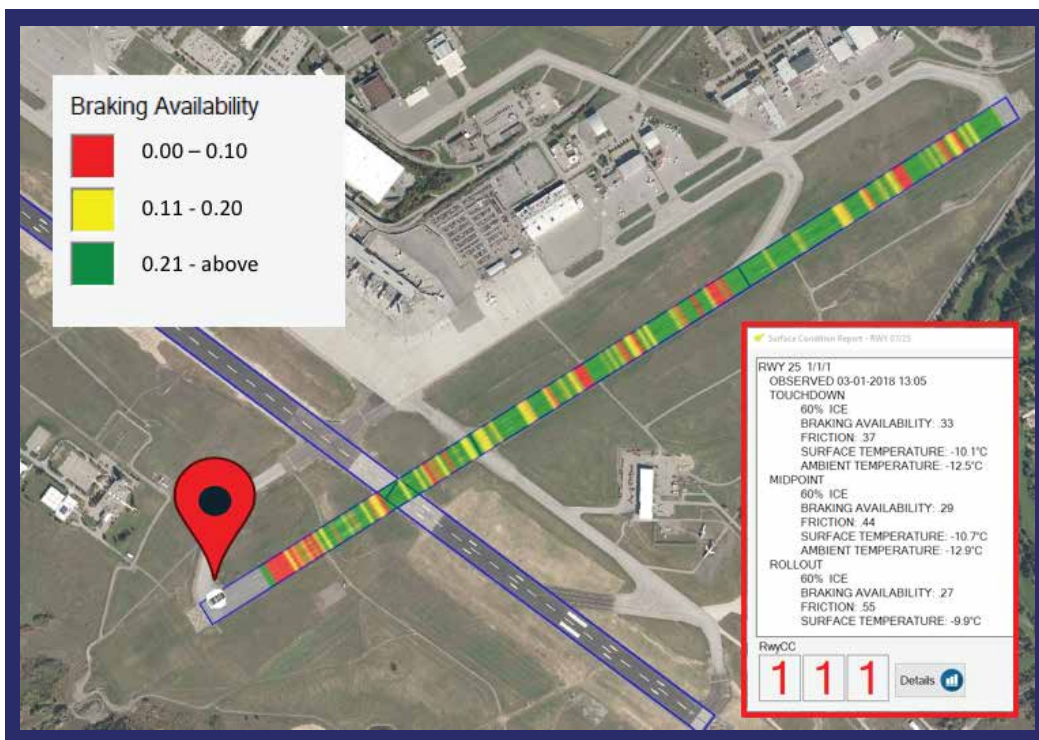 Braking Availability
0.00 – 0.10
0.11 - 0.20
0.21 - above
Surface Condition Report - RWY 07/25
RWY 25 1/1/1
OBSERVED 03-01-2018 13:05
TOUCHDOWN
60% ICE
BRAKING AVAILABILITY: .33
FRICTION: .37
SURFACE TEMPERATURE: -10.1°C
AMBIENT TEMPERATURE: -12.5°C
MIDPOINT
60% ICE
BRAKING AVAILABILITY: .29
FRICTION: .44
SURFACE TEMPERATURE: -10.7°C
AMBIENT TEMPERATURE: -12.9°C
ROLLOUT
60% ICE
BRAKING AVAILABILITY: .27
FRICTION: .55
SURFACE TEMPERATURE: -9.9°C
RwyCC
1 1 1 Details